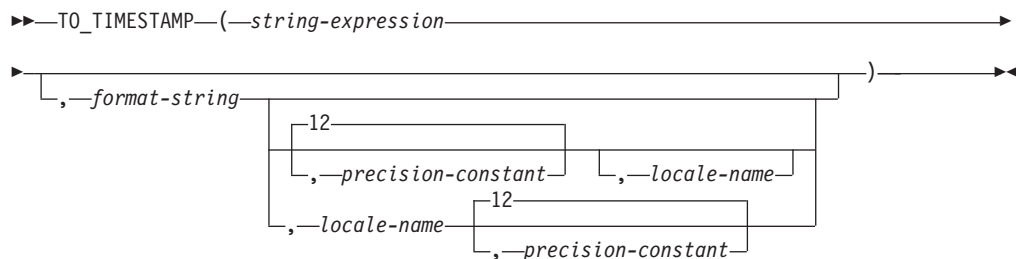 TO_TIMESTAMP ( string-expression
)
, format-string
12
, precision-constant , locale-name
12
, locale-name
, precision-constant